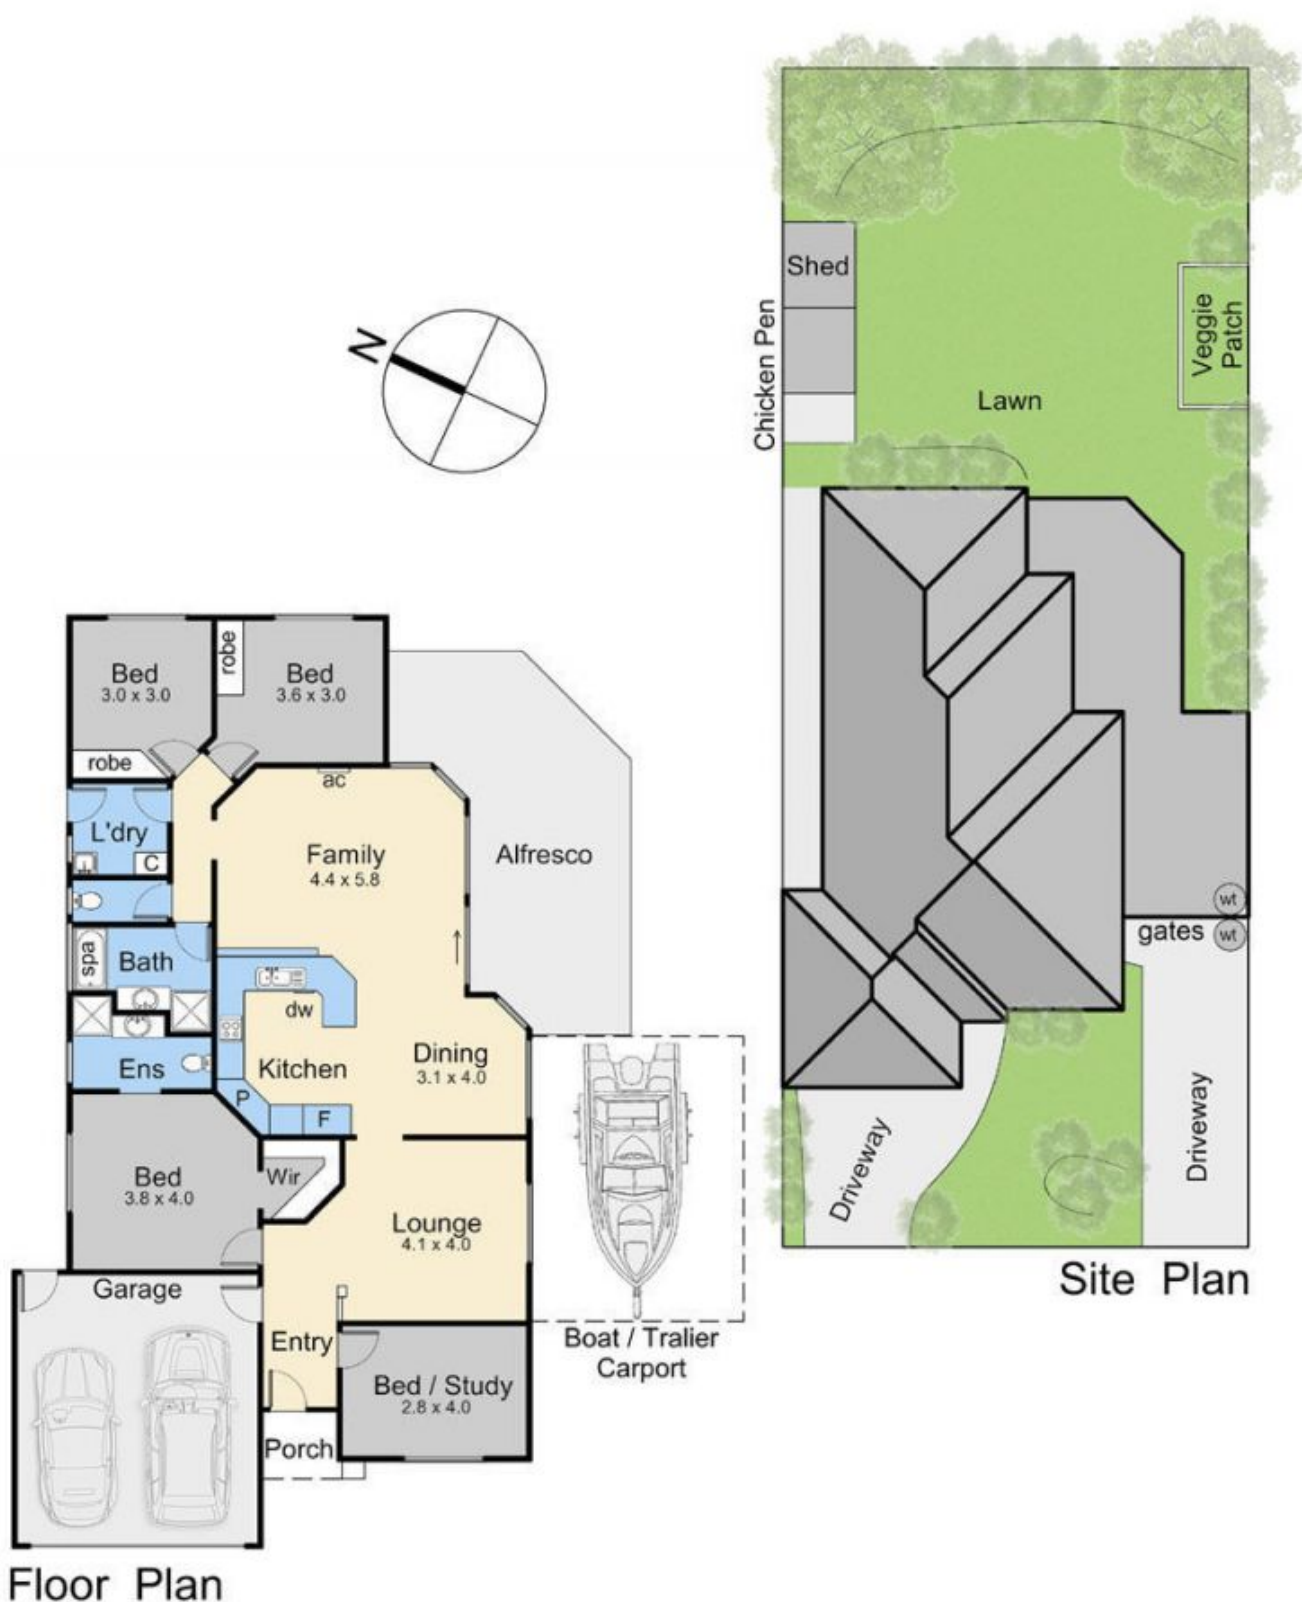 N
Bed
3.0 x 3.0
robe
robe
Bed
3.6 x 3.0
L'dry
C
ac
Family
4.4 x 5.8
Alfresco
spa
Bath
dw
Kitchen
Dining
3.1 x 4.0
Ens
P
F
Bed
3.8 x 4.0
Wir
Lounge
4.1 x 4.0
Garage
Entry
Boat / Tralier
Carport
Bed / Study
2.8 x 4.0
Porch
Floor Plan
Shed
Chicken Pen
Veggie
Patch
Lawn
wt
gates
wt
Driveway
Driveway
Site Plan